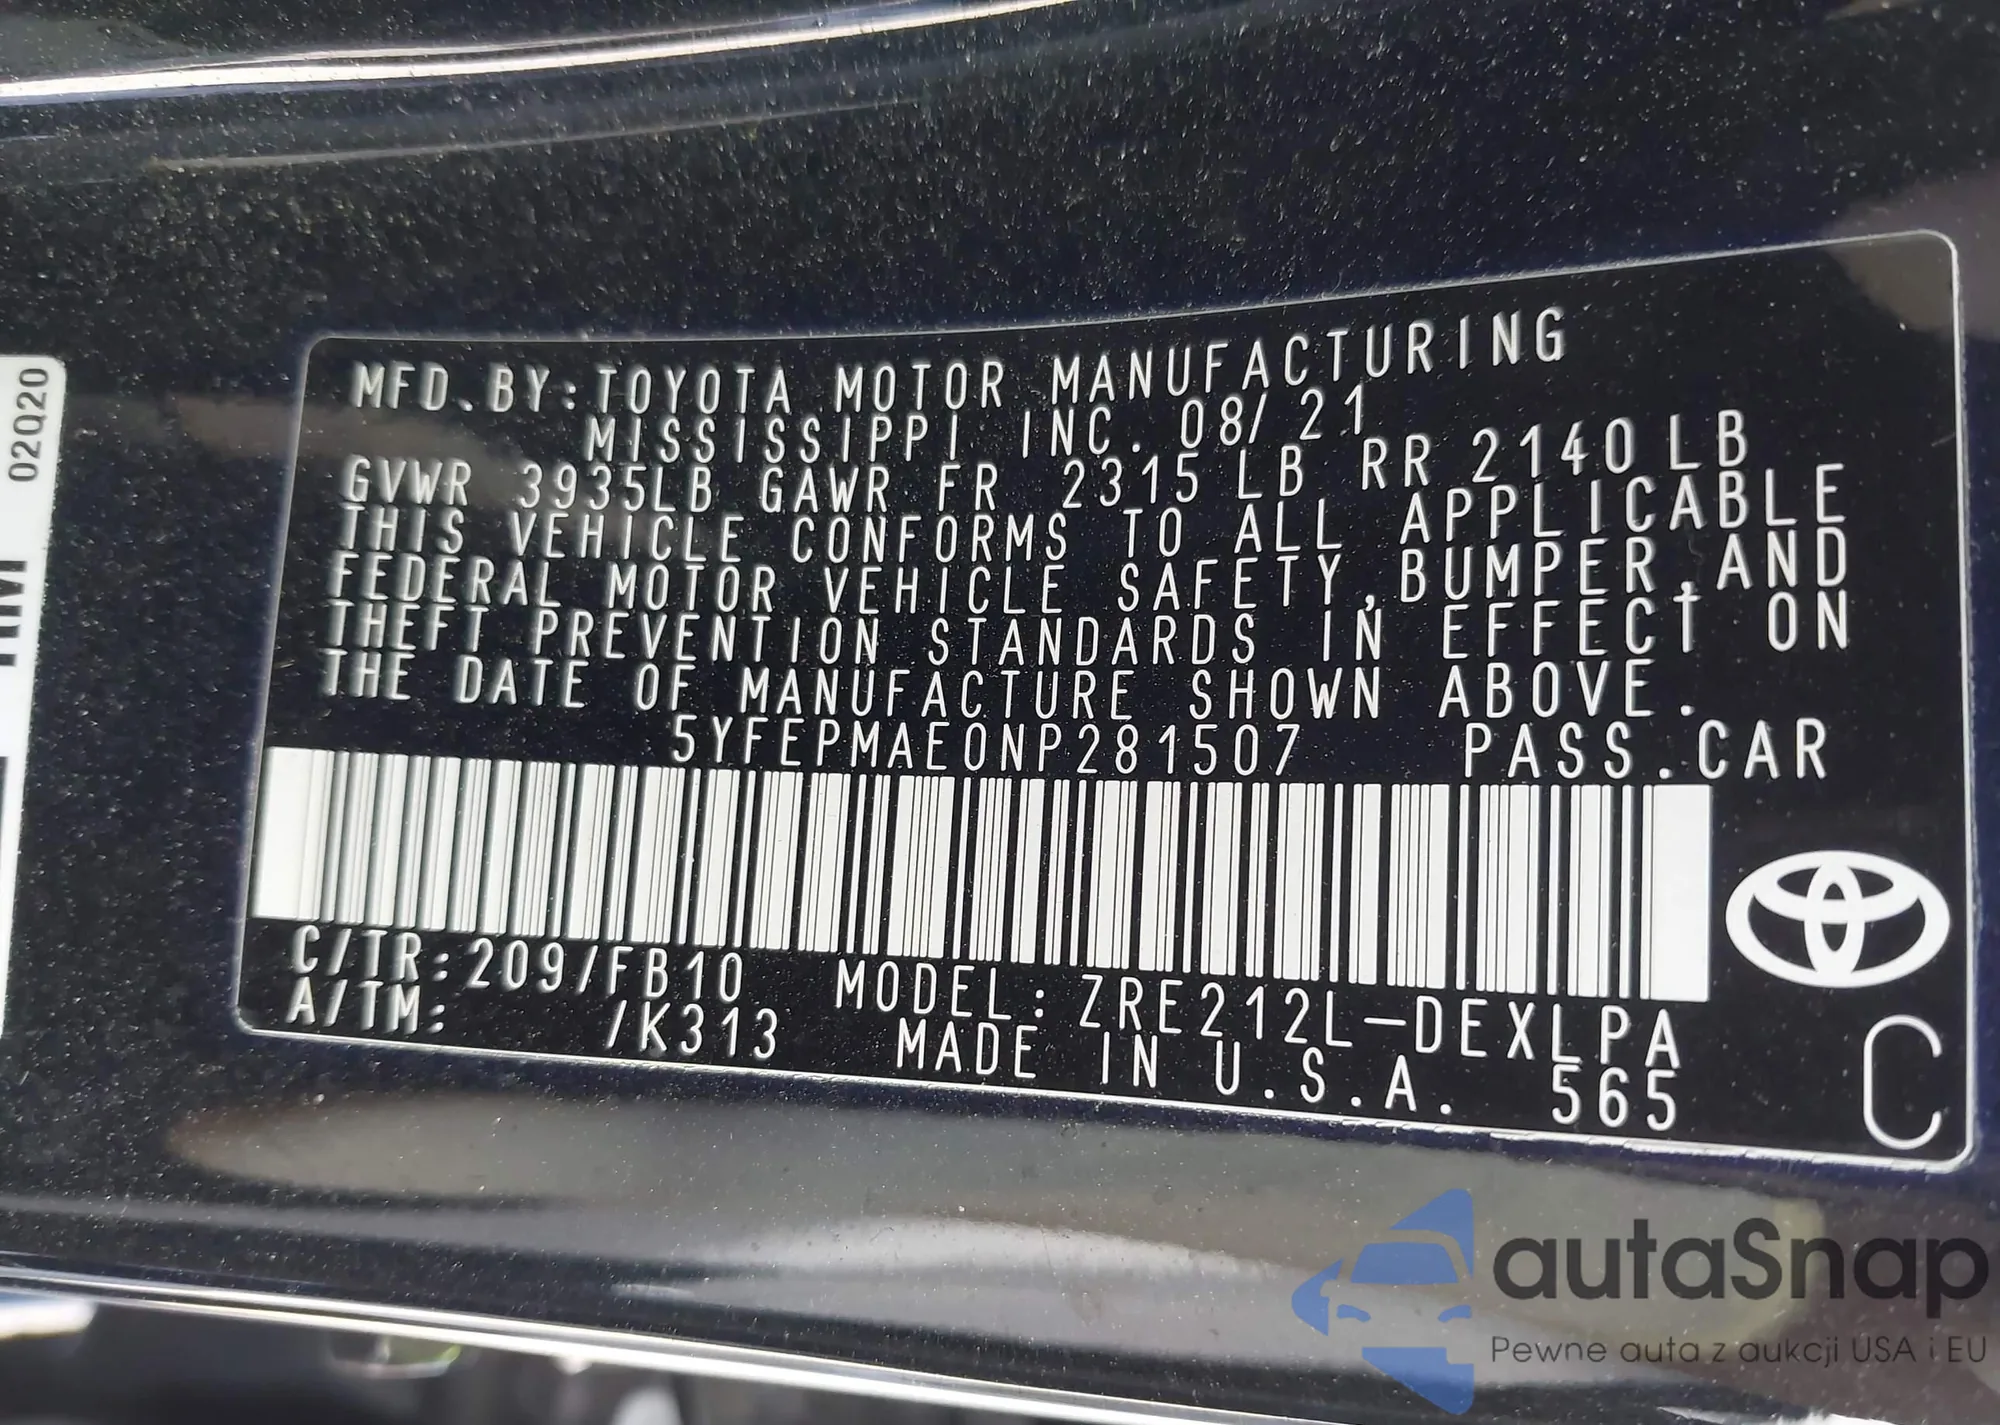 02Q20
MFD.BY:TOYOTA MOTOR MANUFACTURING
MISSISSIPPI INC. 08/21
GVWR 3935LB GAWR FR 2315 LB RR 2140 LB
THIS VEHICLE CONFORMS TO ALL APPLICABLE
FEDERAL MOTOR VEHICLE SAFETY,BUMPER,AND
THEFT PREVENTION STANDARDS IN EFFECT ON
THE DATE OF MANUFACTURE SHOWN ABOVE.
5YFEPMAE0NP281507 PASS.CAR
C/TR:209/FB10 MODEL:ZRE212L-DEXLPA
A/TM: /K313 MADE IN U.S.A. 565
C
autaSnap
Pewne auta z aukcji USA i EU